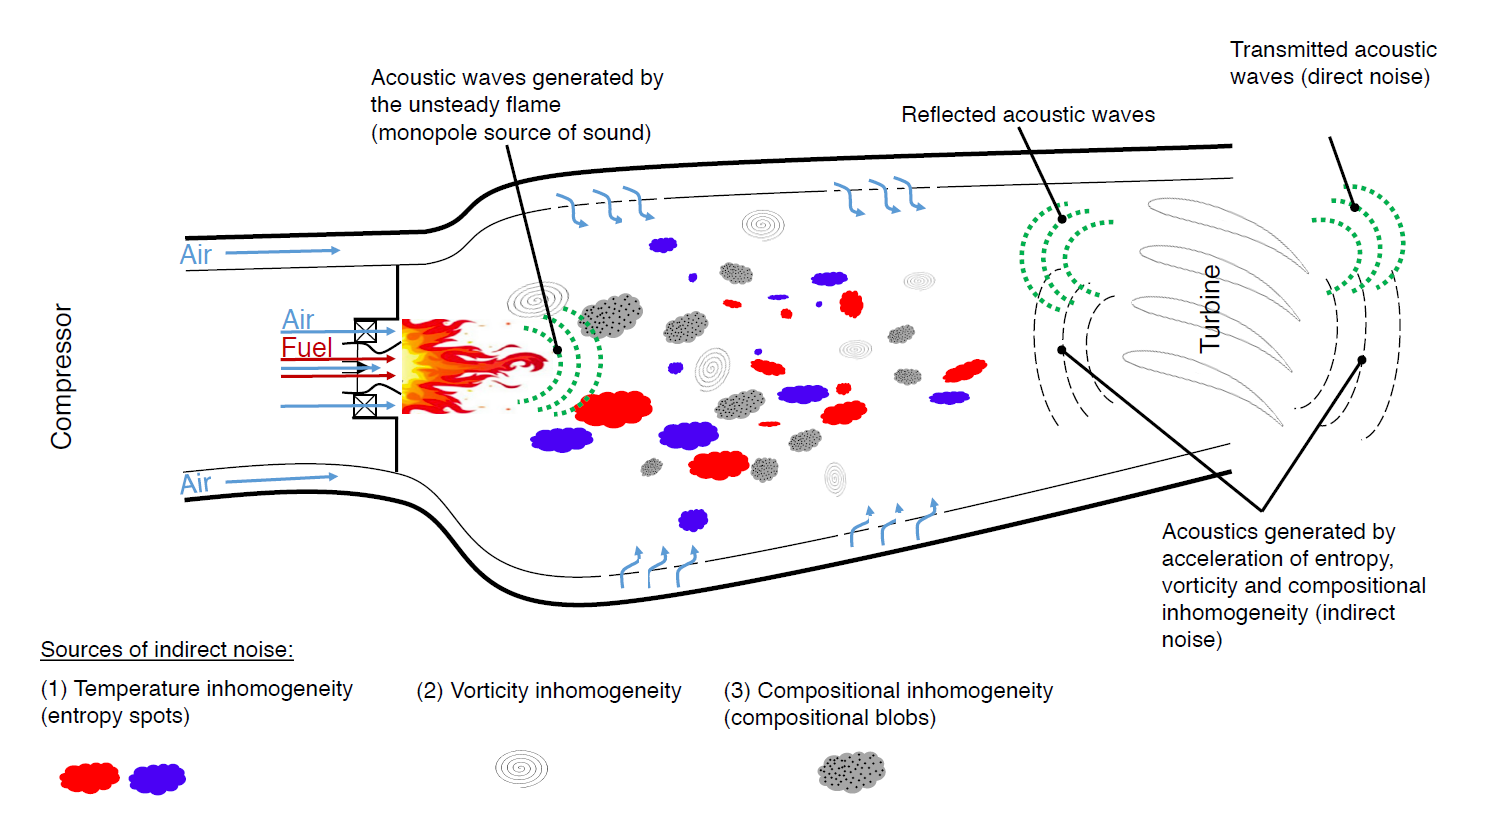 Transmitted acoustic
waves (direct noise)
Acoustic waves generated by
the unsteady flame
(monopole source of sound)
Reflected acoustic waves
Air
Air
Fuel
Air
Compressor
Turbine
Acoustics generated by
acceleration of entropy,
vorticity and compositional
inhomogeneity (indirect
noise)
Sources of indirect noise:
(1) Temperature inhomogeneity
(entropy spots)
(2) Vorticity inhomogeneity
(3) Compositional inhomogeneity
(compositional blobs)